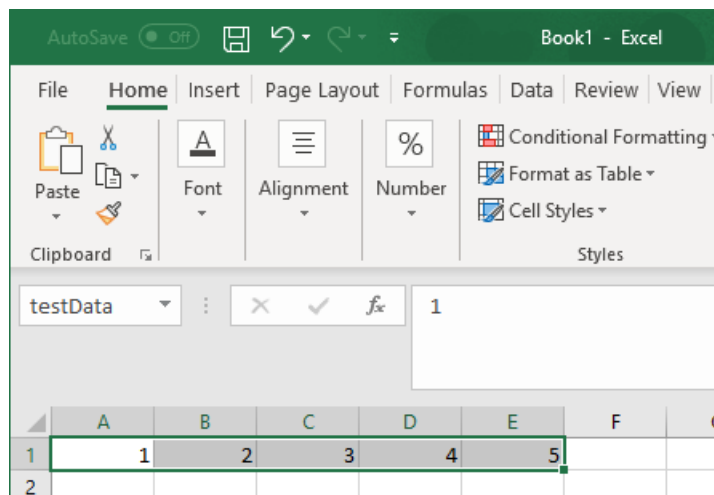 AutoSave Off Book1 - Excel
File Home Insert Page Layout Formulas Data Review View
Conditional Formatting
% Format as Table
Paste Font Alignment Number
Cell Styles
Clipboard Styles
testData fx 1
A B C D E F
1 1 2 3 4 5
2